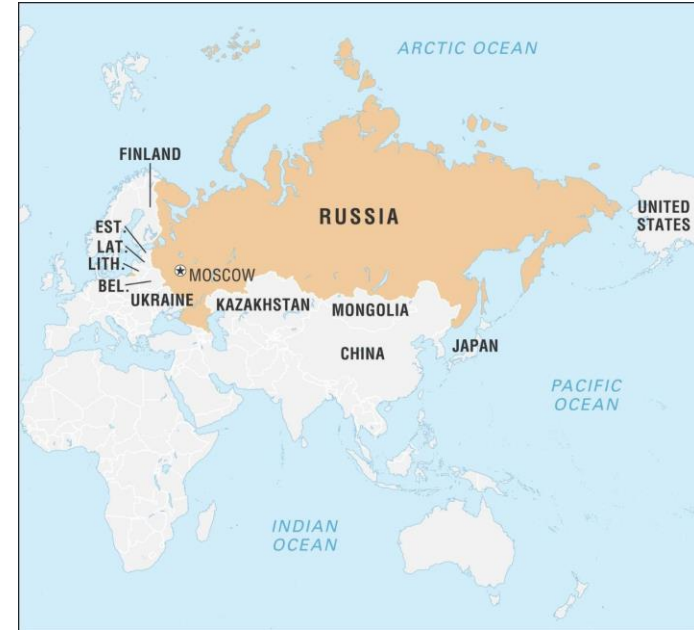 ARCTIC OCEAN
FINLAND
RUSSIA
UNITED
STATES
EST.
LAT.
LITH.
BEL.
MOSCOW
UKRAINE
KAZAKHSTAN
MONGOLIA
CHINA
JAPAN
PACIFIC
OCEAN
INDIAN
OCEAN